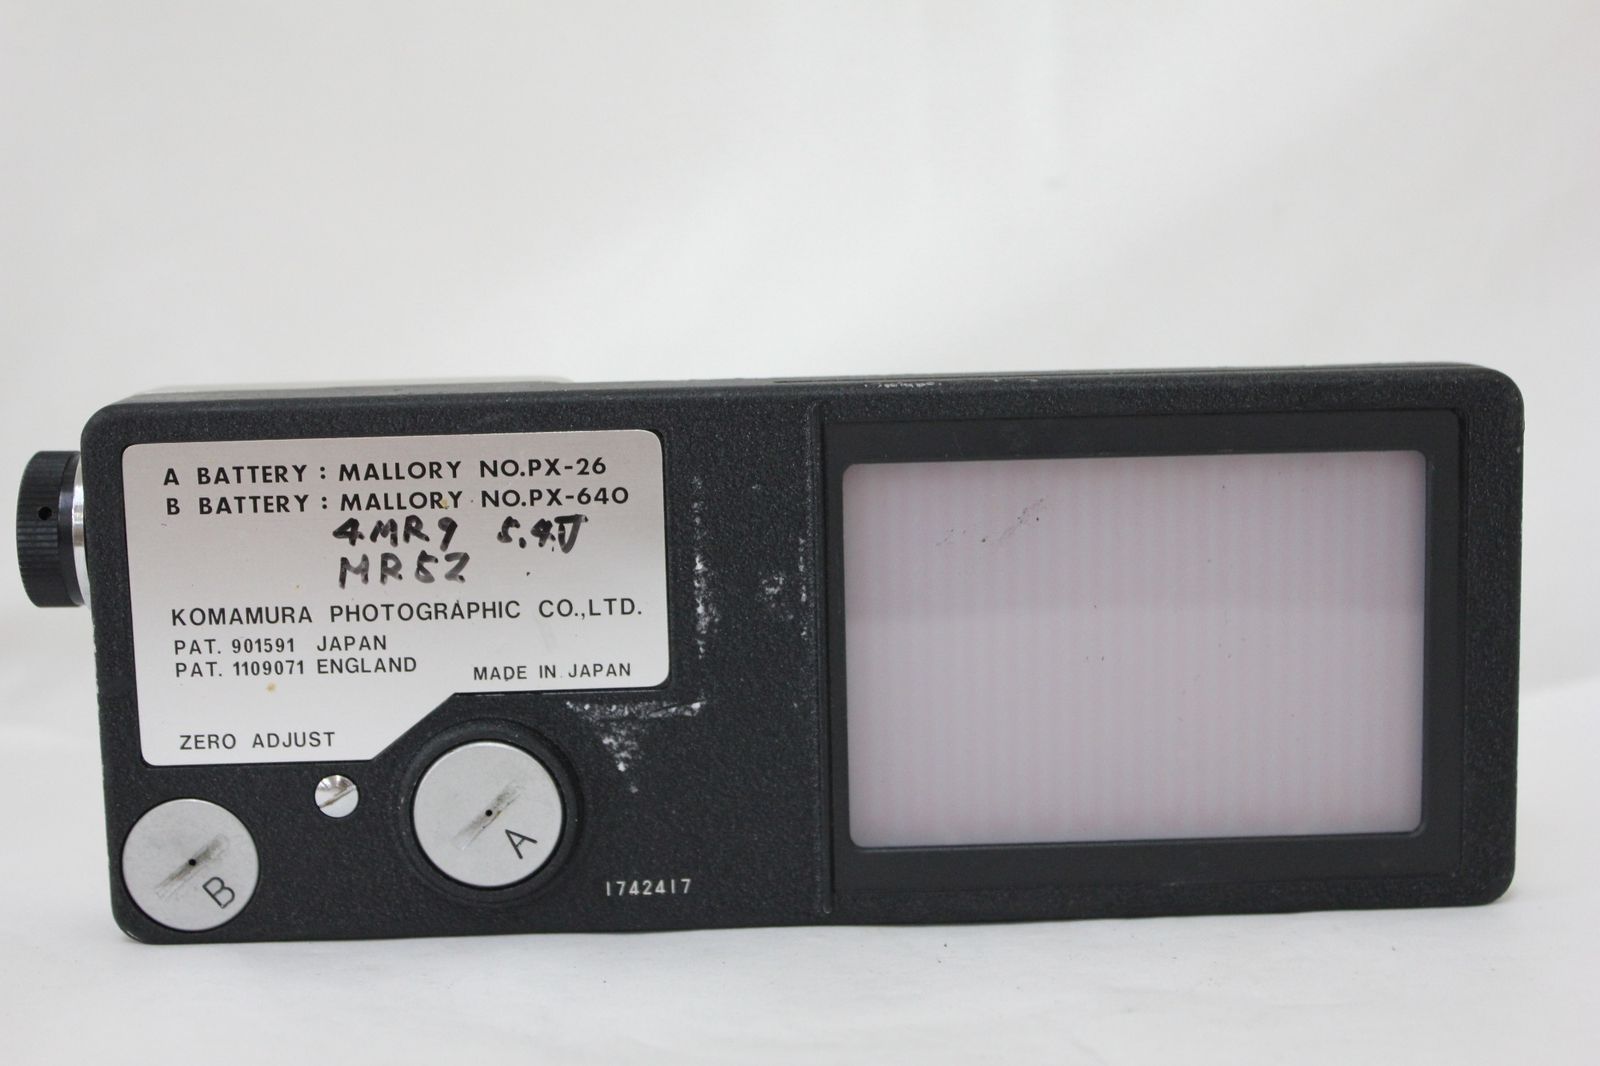 A BATTERY : MALLORY NO.PX-26
B BATTERY : MALLORY NO.PX-640
4MR9 5.4V
MR52
KOMAMURA PHOTOGRAPHIC CO.,LTD.
PAT. 901591 JAPAN
PAT. 1109071 ENGLAND
MADE IN JAPAN
ZERO ADJUST
A
B
1742417